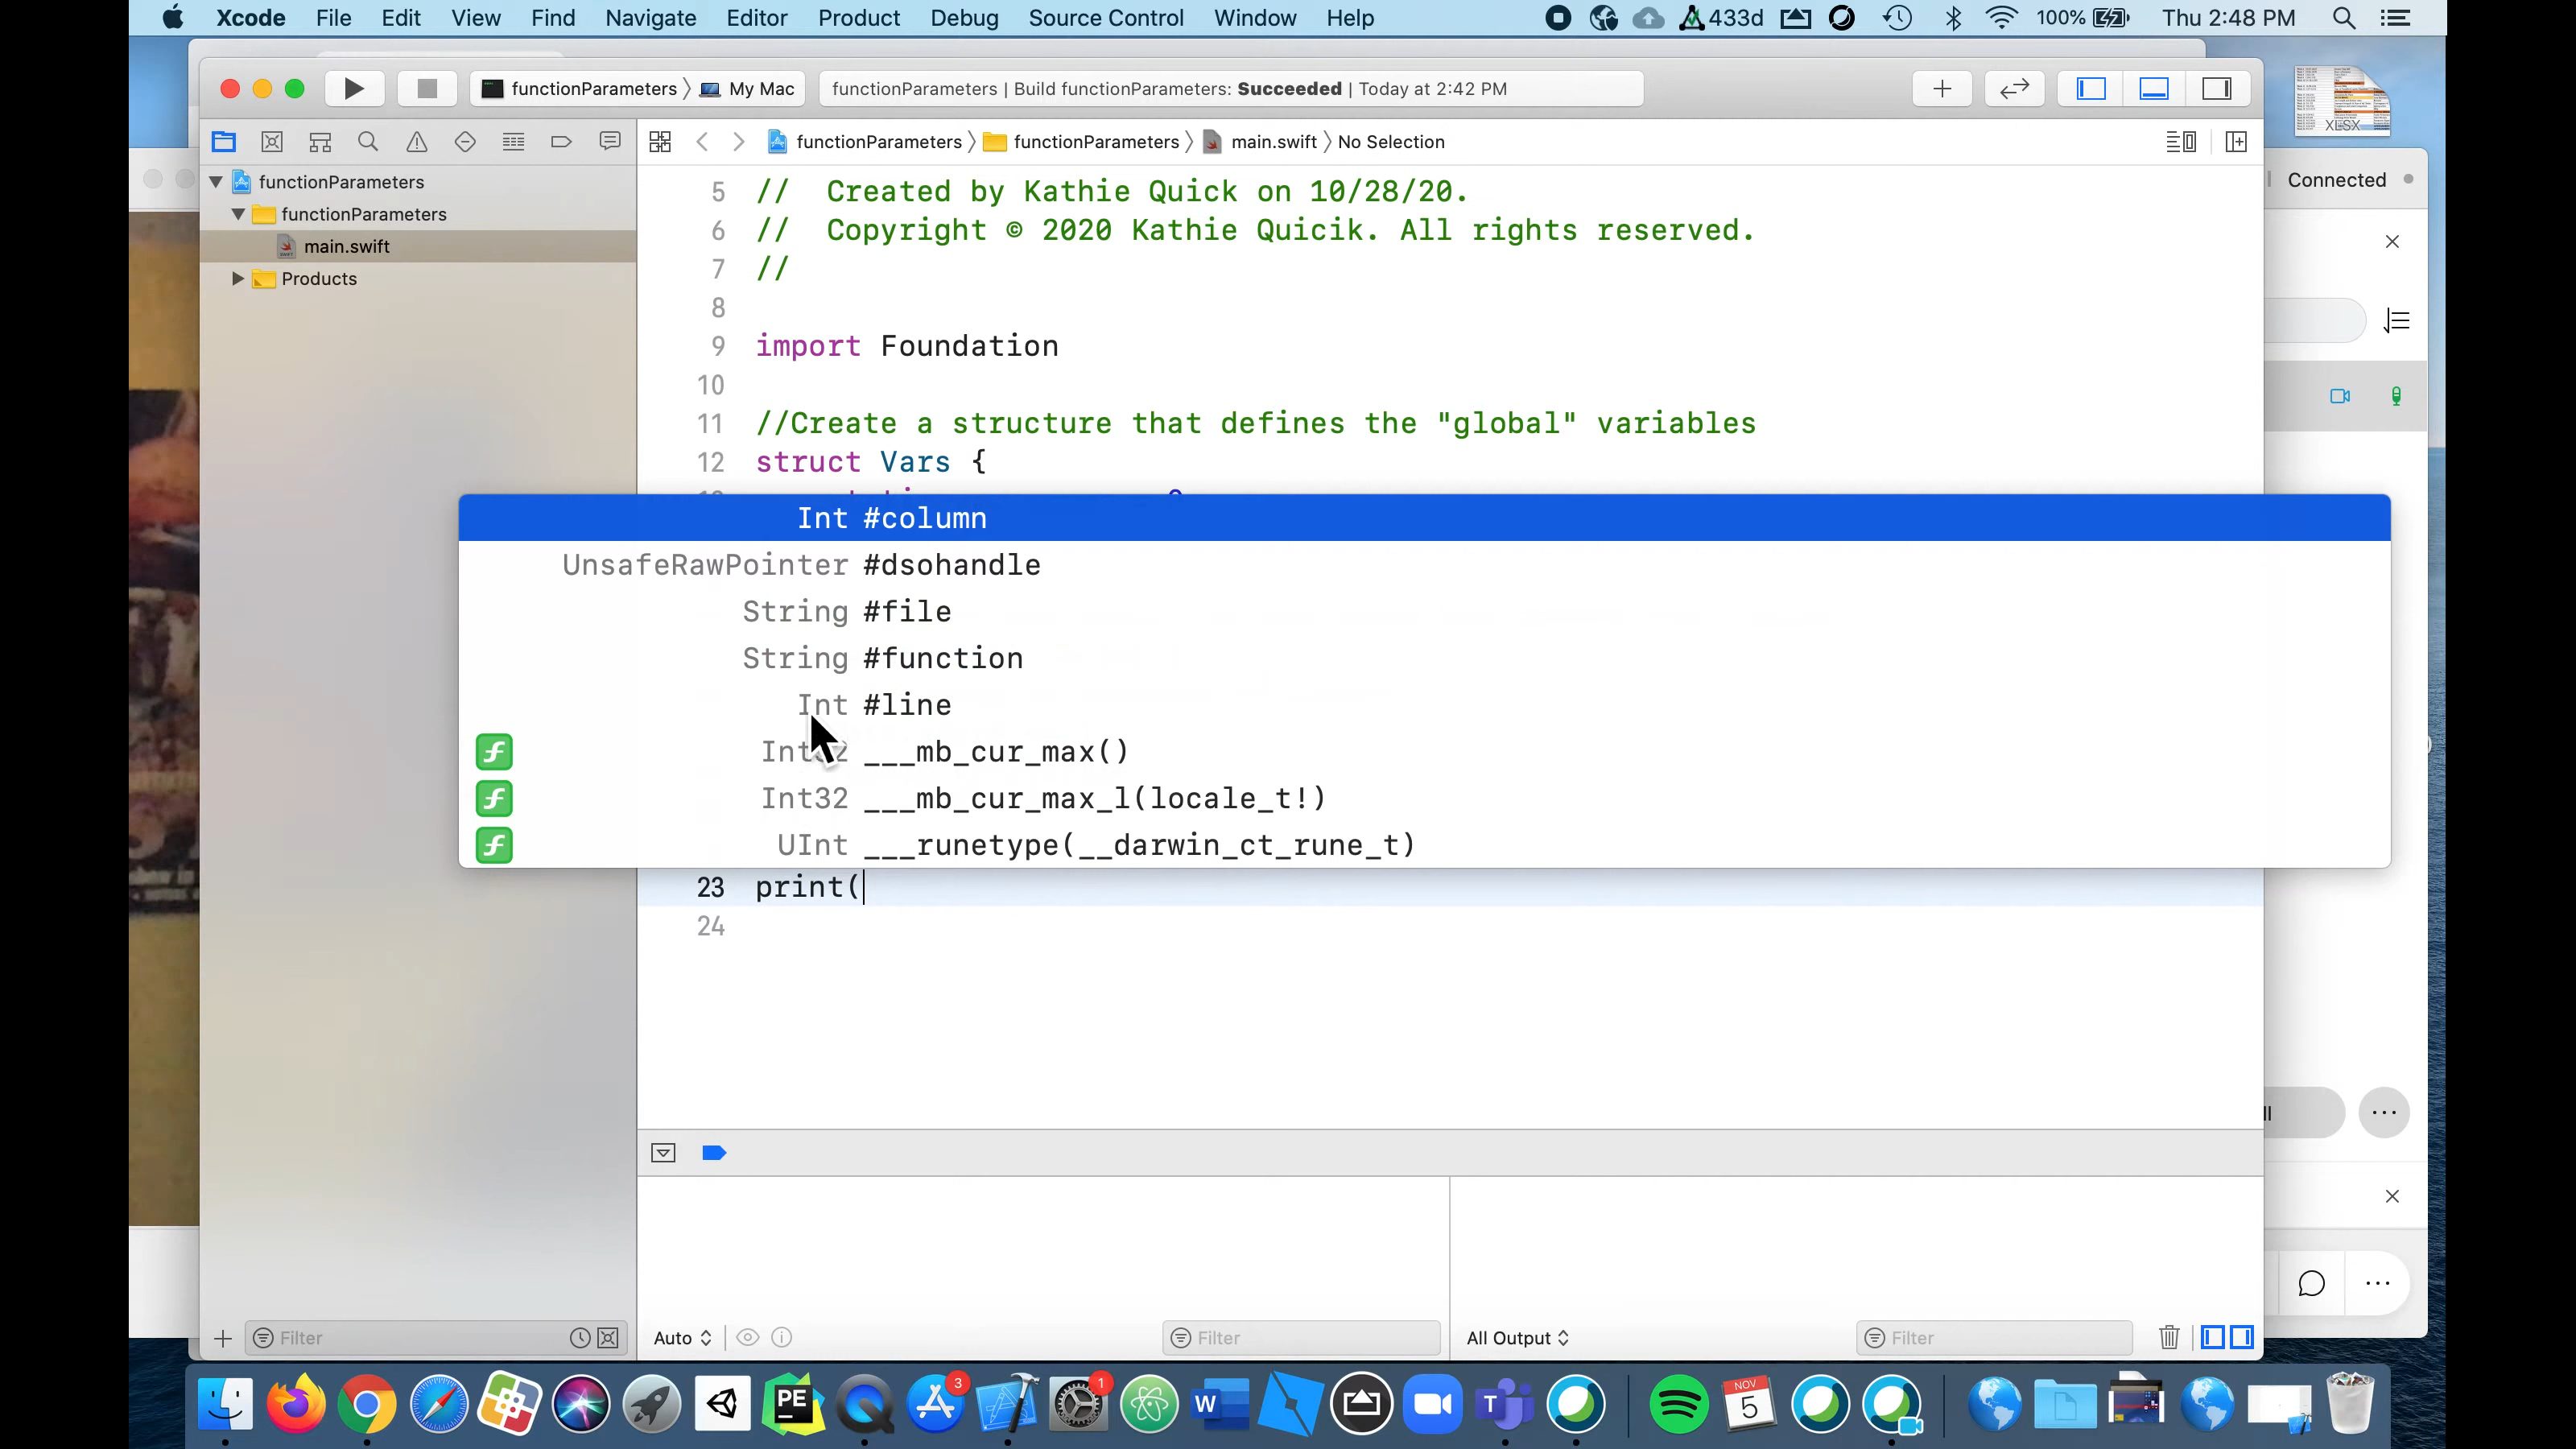 Xcode File Edit View Find Navigate Editor Product Debug Source Control Window Help 433d 100% Thu 2:48 PM
functionParameters My Mac functionParameters | Build functionParameters: Succeeded | Today at 2:42 PM
XLSX
functionParameters functionParameters main.swift No Selection
Connected
functionParameters
functionParameters
main.swift
Products
5 // Created by Kathie Quick on 10/28/20.
6 // Copyright © 2020 Kathie Quicik. All rights reserved.
7 //
8
9 import Foundation
10
11 //Create a structure that defines the "global" variables
12 struct Vars {
Int #column
UnsafeRawPointer #dsohandle
String #file
String #function
Int #line
Int32 ___mb_cur_max()
Int32 ___mb_cur_max_l(locale_t!)
UInt ___runetype(__darwin_ct_rune_t)
23 print(
24
Filter
Auto
Filter
All Output
Filter
3
1
PE
W
T
NOV
5